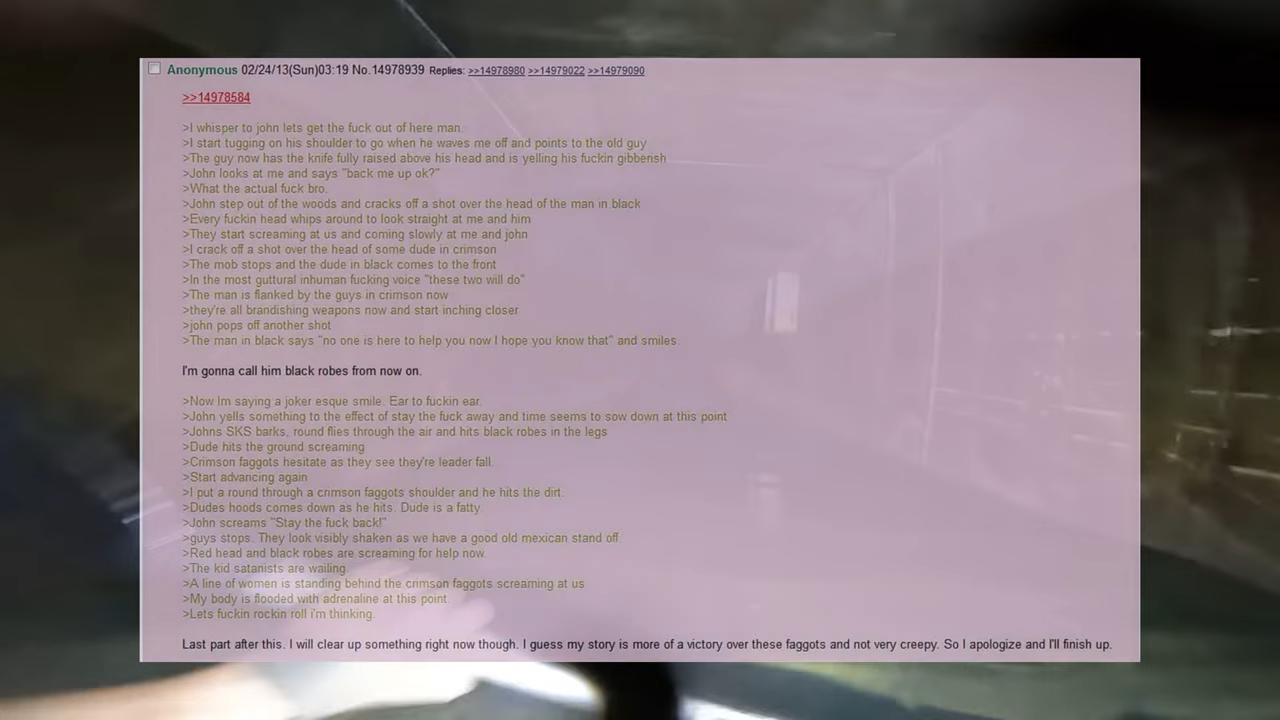 Anonymous 02/24/13(Sun)03:19 No.14978939 Replies: >>14978980 >>14979022 >>14979090
>>14978584
>I whisper to john lets get the fuck out of here man.
>I start tugging on his shoulder to go when he waves me off and points to the old guy
>The guy now has the knife fully raised above his head and is yelling his fuckin gibberish
>John looks at me and says "back me up ok?"
>What the actual fuck bro.
>John step out of the woods and cracks off a shot over the head of the man in black
>Every fuckin head whips around to look straight at me and him
>They start screaming at us and coming slowly at me and john
>I crack off a shot over the head of some dude in crimson
>The mob stops and the dude in black comes to the front
>In the most guttural inhuman fucking voice "these two will do"
>The man is flanked by the guys in crimson now
>they're all brandishing weapons now and start inching closer
>john pops off another shot
>The man in black says "no one is here to help you now I hope you know that" and smiles.
I'm gonna call him black robes from now on.
>Now Im saying a joker esque smile. Ear to fuckin ear.
>John yells something to the effect of stay the fuck away and time seems to sow down at this point
>Johns SKS barks, round flies through the air and hits black robes in the legs
>Dude hits the ground screaming
>Crimson faggots hesitate as they see they're leader fall.
>Start advancing again
>I put a round through a crimson faggots shoulder and he hits the dirt.
>Dudes hoods comes down as he hits. Dude is a fatty.
>John screams "Stay the fuck back!"
>guys stops. They look visibly shaken as we have a good old mexican stand off
>Red head and black robes are screaming for help now.
>The kid satanists are wailing.
>A line of women is standing behind the crimson faggots screaming at us
>My body is flooded with adrenaline at this point.
>Lets fuckin rockin roll i'm thinking.
Last part after this. I will clear up something right now though. I guess my story is more of a victory over these faggots and not very creepy. So I apologize and I'll finish up.